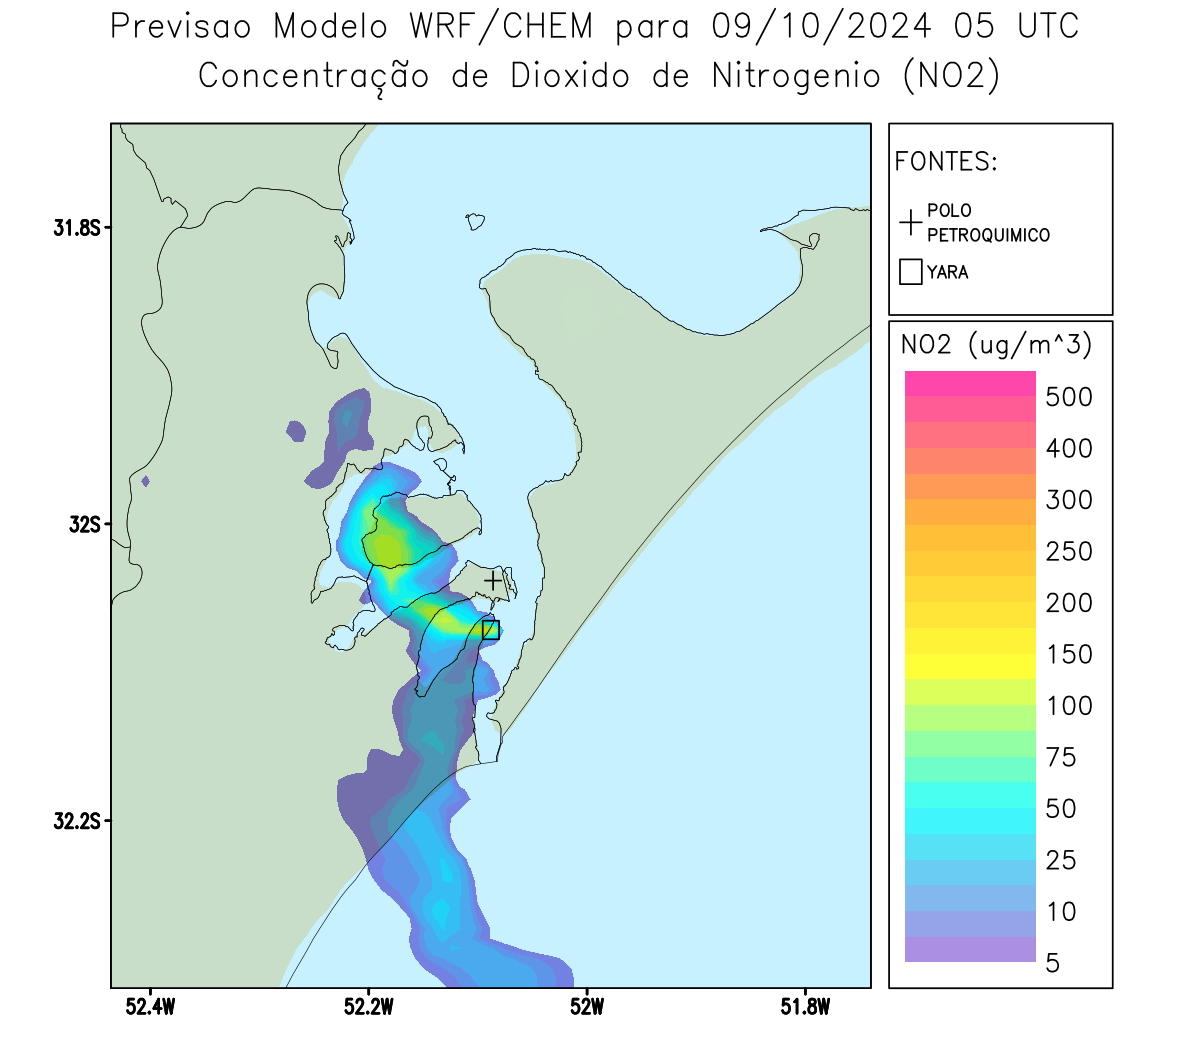 Previsao Modelo WRF/CHEM para 09/10/2024 05 UTC
Concentração de Dioxido de Nitrogenio (NO2)
FONTES:
POLO
PETROQUIMICO
YARA
NO2 (ug/m^3)
500
400
300
250
200
150
100
75
50
25
10
5
31.8S
32S
32.2S
52.4W
52.2W
52W
51.8W